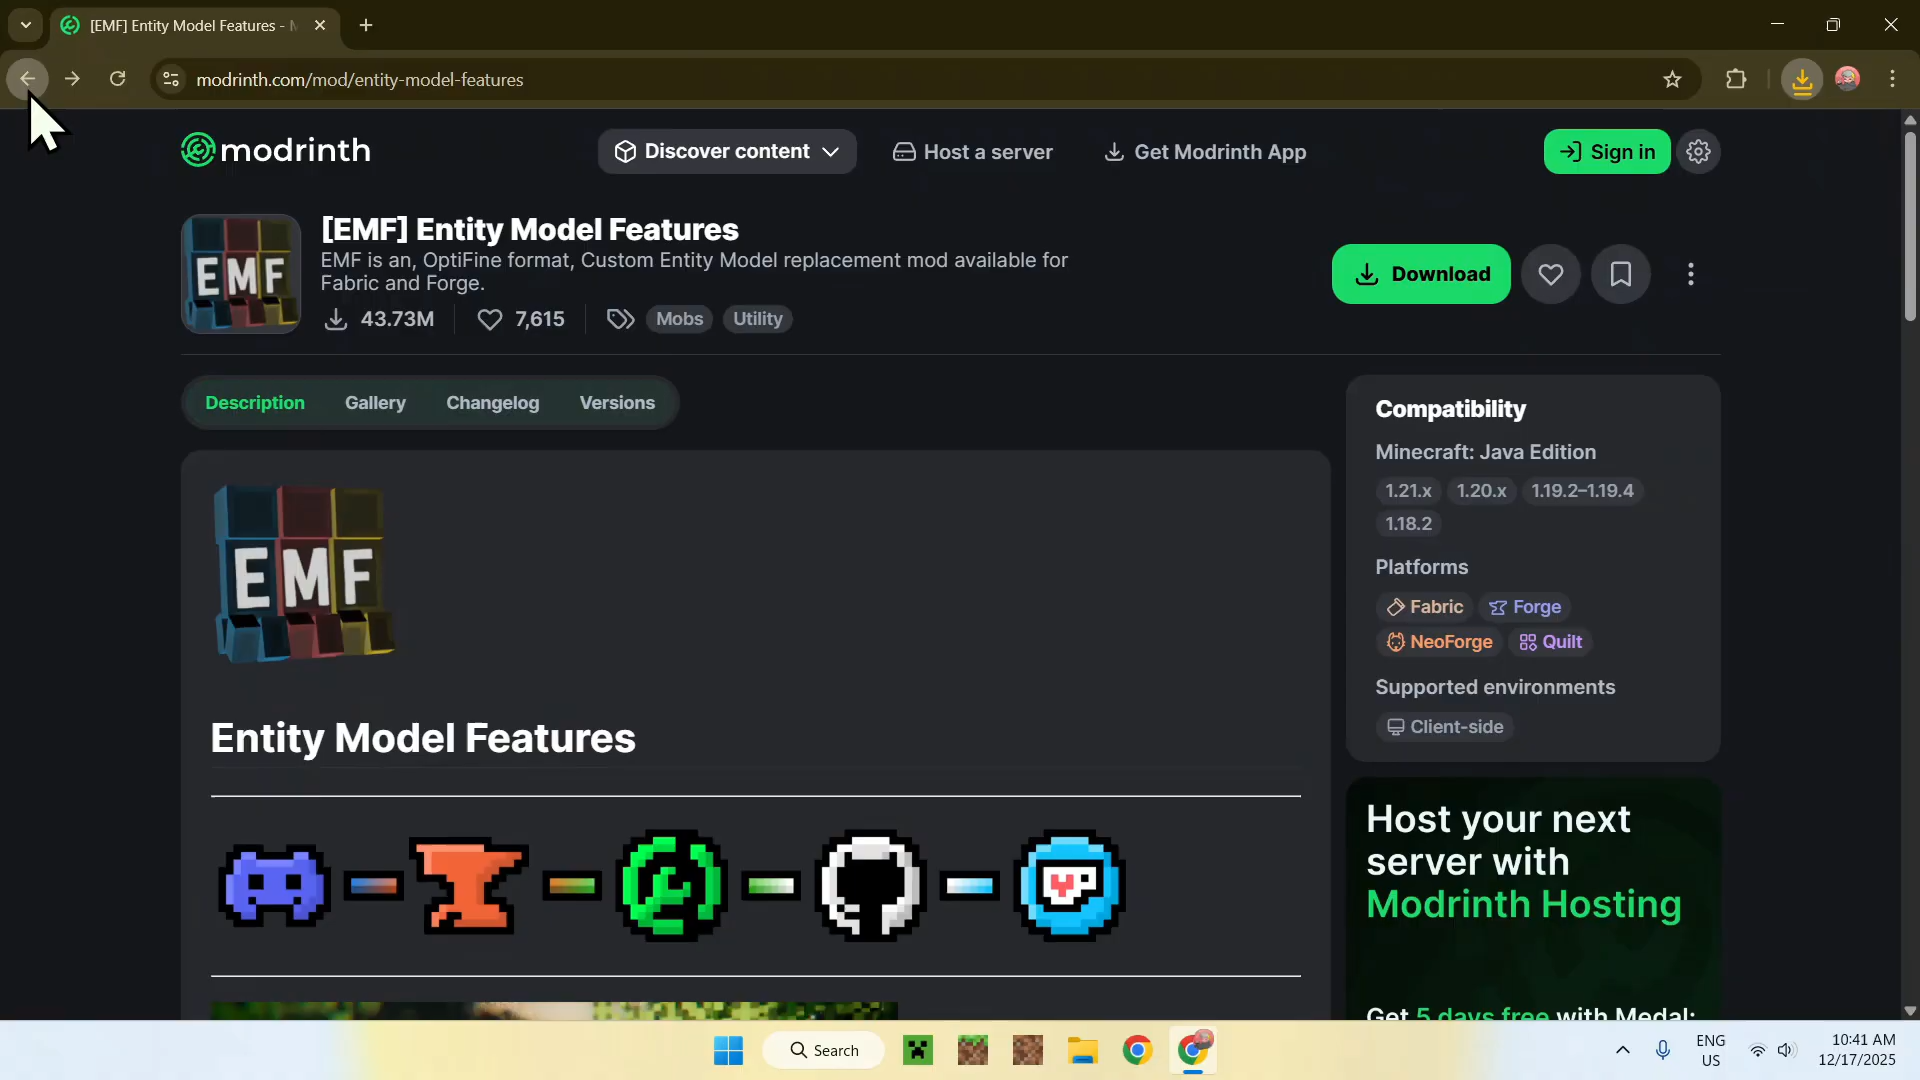 [EMF] Entity Model Features -
modrinth.com/mod/entity-model-features
modrinth
Discover content
Host a server
Get Modrinth App
Sign in
EMF
[EMF] Entity Model Features
EMF is an, OptiFine format, Custom Entity Model replacement mod available for
Fabric and Forge.
43.73M
7,615
Mobs
Utility
Download
Description
Gallery
Changelog
Versions
EMF
Entity Model Features
Compatibility
Minecraft: Java Edition
1.21.x
1.20.x
1.19.2–1.19.4
1.18.2
Platforms
Fabric
Forge
NeoForge
Quilt
Supported environments
Client-side
Host your next
server with
Modrinth Hosting
Get 5 days free with Medal:
Search
ENG
US
10:41 AM
12/17/2025